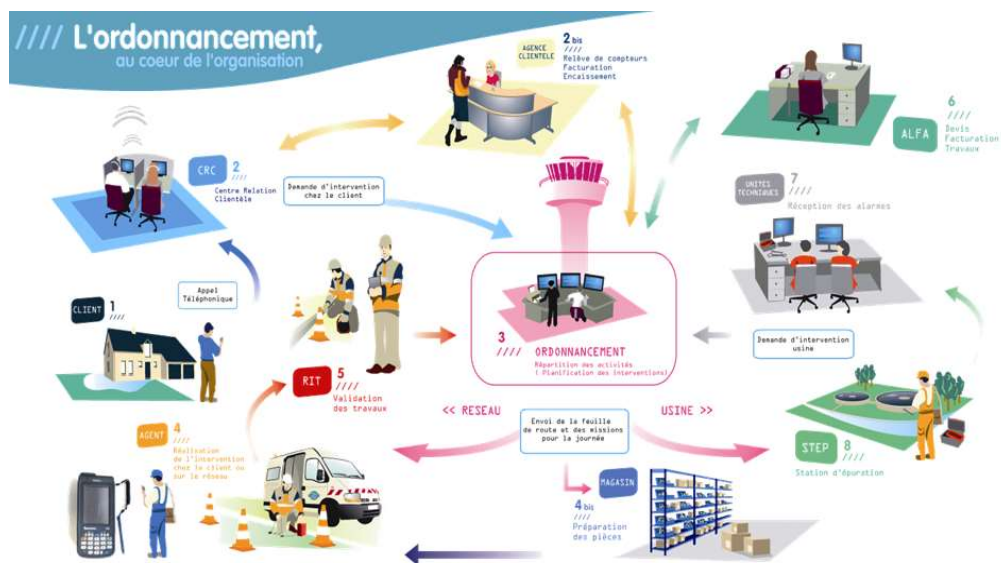 //// L'ordonnancement,
au coeur de l'organisation
AGENCE
CLIENTELE
2 bis
////
Relève de compteurs
Facturation
Encaissement
6
////
ALFA
Devis
Facturation
Travaux
CRC
2
////
Centre Relation
Clientèle
Demande d'intervention
chez le client
UNITES
TECHNIQUES
7
////
Réception des alarmes
Appel
Téléphonique
CLIENT
1
////
3
////
ORDONNANCEMENT
Répartition des activités
( Planification des Interventions)
Demande d'intervention
usine
RIT
5
////
Validation
des travaux
<< RESEAU
USINE >>
Envoi de la feuille
de route et des missions
pour la journée
AGENT
4
////
Réalisation
de l'intervention
chez le client ou
sur le réseau
STEP
8
////
Station d'épuration
MAGASIN
4 bis
////
Préparation
des pièces